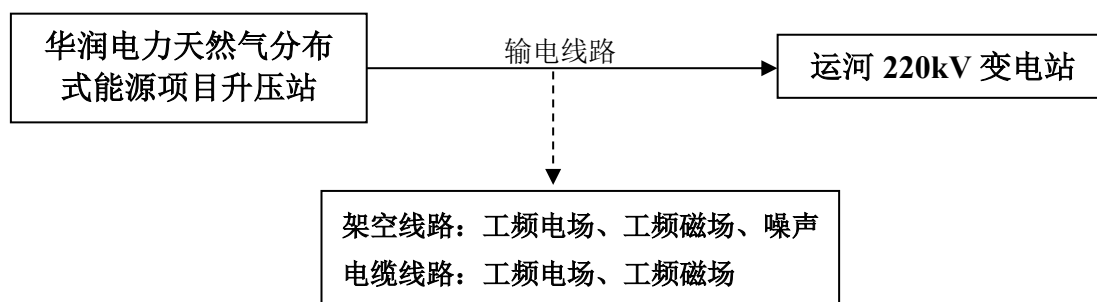 华润电力天然气分布
式能源项目升压站
输电线路
运河 220kV 变电站
架空线路：工频电场、工频磁场、噪声
电缆线路：工频电场、工频磁场